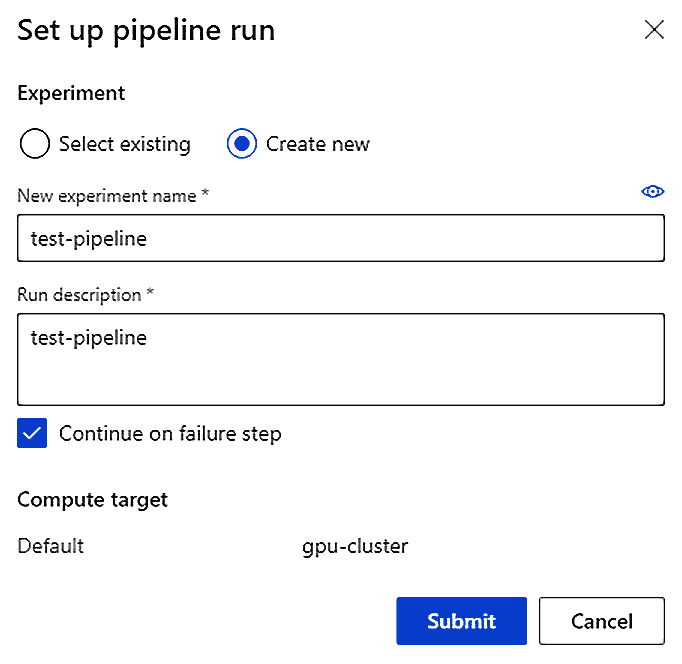 Set up pipeline run
Experiment
Select existing Create new
New experiment name *
test-pipeline
Run description *
test-pipeline
Continue on failure step
Compute target
Default gpu-cluster
Submit Cancel